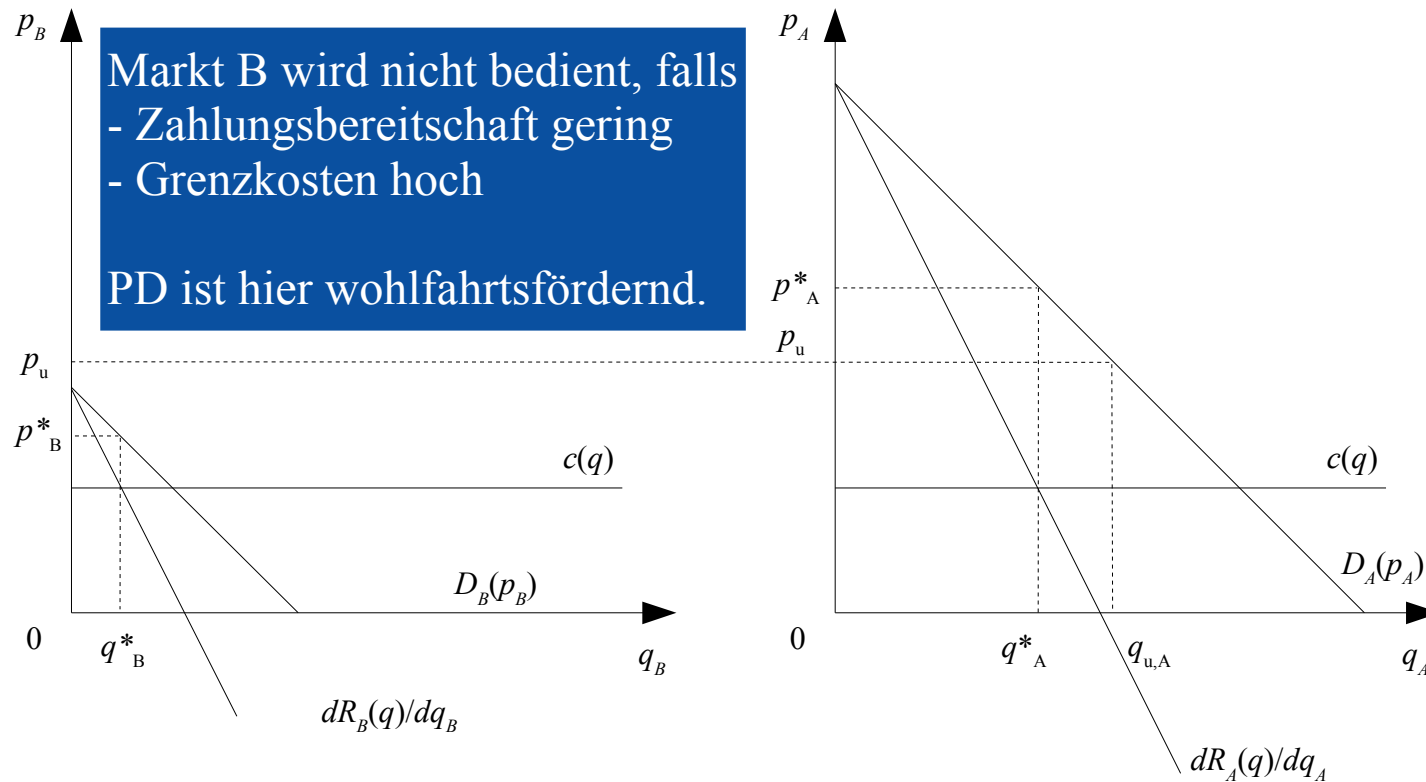 p_B
Markt B wird nicht bedient, falls
- Zahlungsbereitschaft gering
- Grenzkosten hoch
PD ist hier wohlfahrtsfördernd.
p_u
p*_B
c(q)
D_B(p_B)
0
q*_B
q_B
dR_B(q)/dq_B
p_A
p*_A
p_u
c(q)
D_A(p_A)
0
q*_A
q_u,A
q_A
dR_A(q)/dq_A